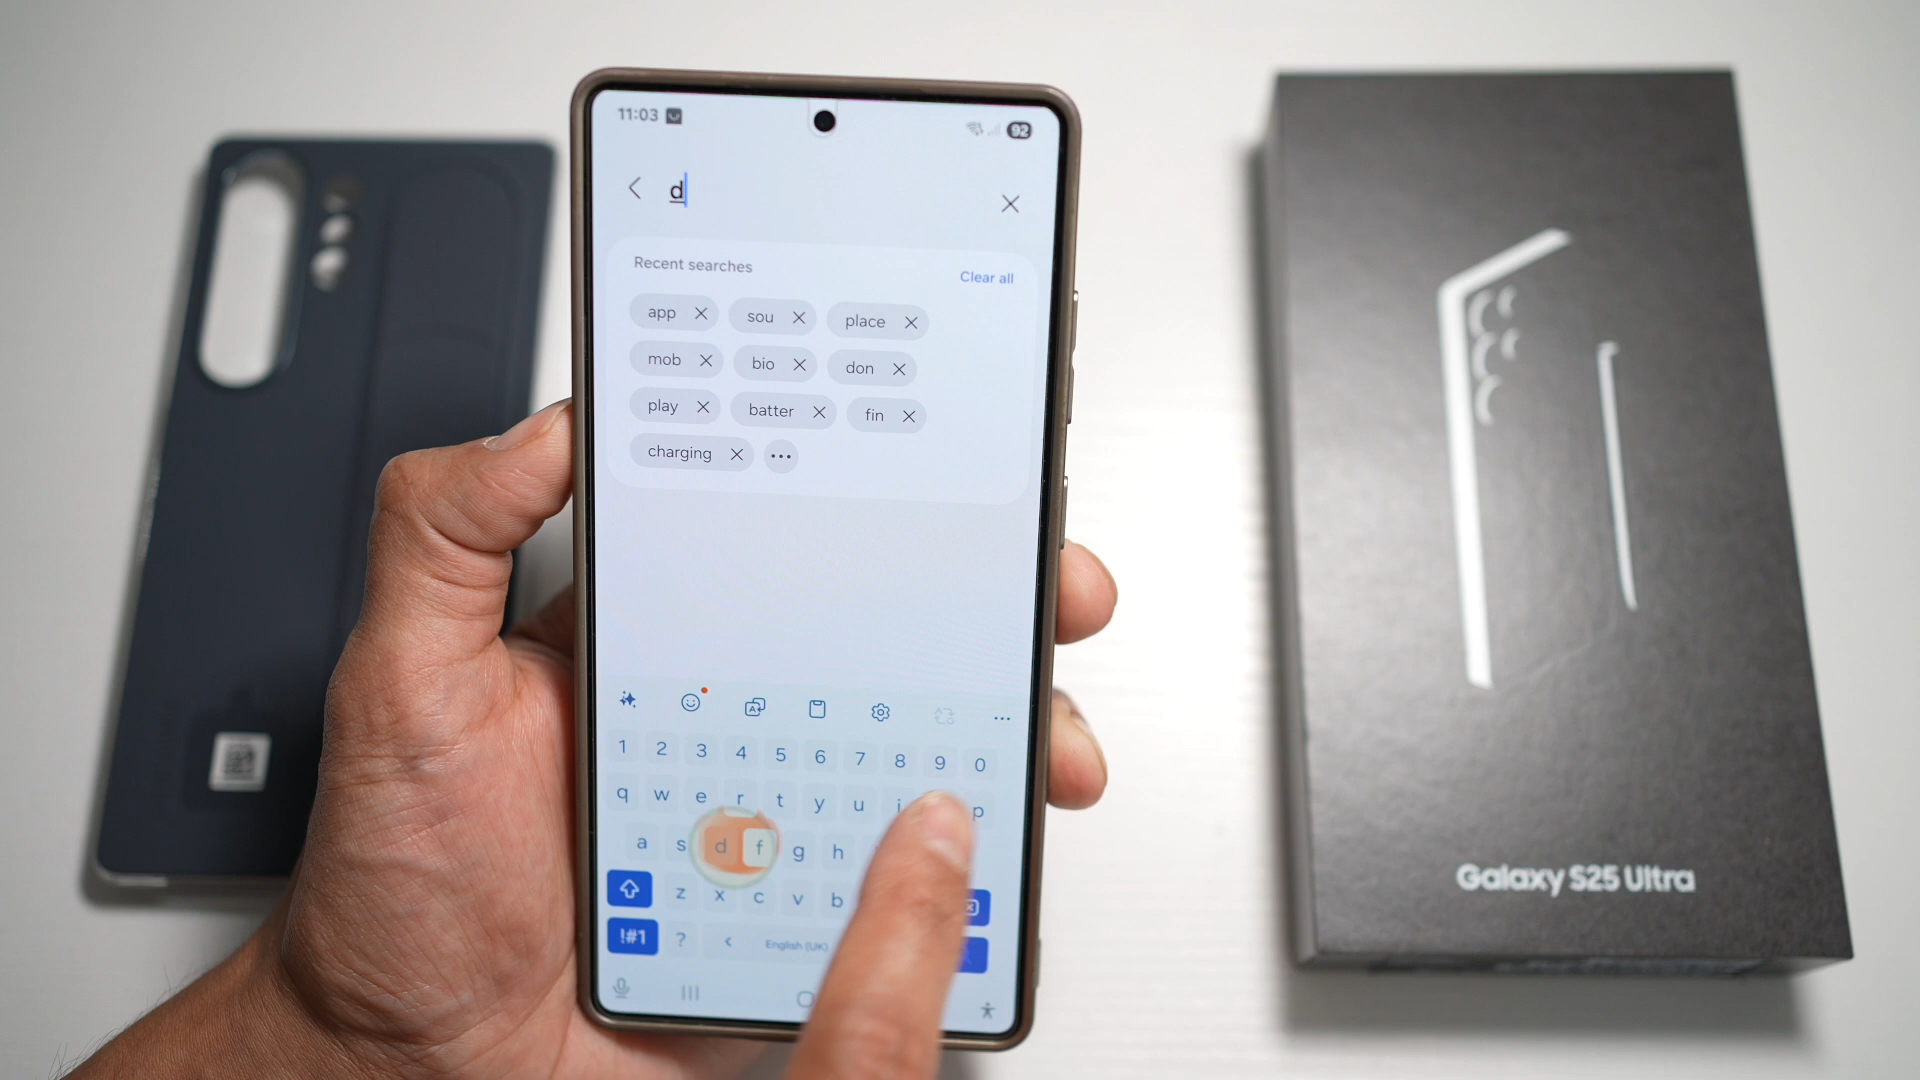 11:03 92
d
Recent searches Clear all
app sou place
mob bio don
play batter fin
charging
1 2 3 4 5 6 7 8 9 0
q w e r t y u i p
a s d f g h
z x c v b
!#1 ? English (UK)
Galaxy S25 Ultra